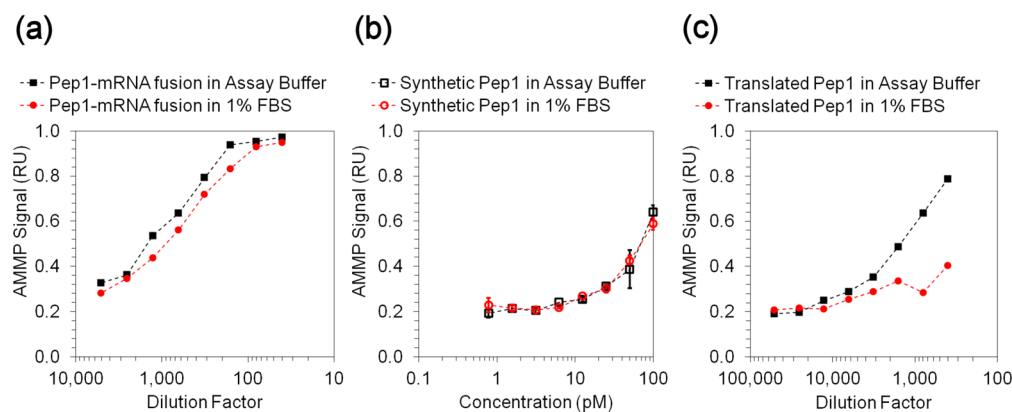 (a)
Pep1-mRNA fusion in Assay Buffer
Pep1-mRNA fusion in 1% FBS
AMMP Signal (RU)
1.0
0.8
0.6
0.4
0.2
0.0
10,000
1,000
100
10
Dilution Factor
(b)
Synthetic Pep1 in Assay Buffer
Synthetic Pep1 in 1% FBS
AMMP Signal (RU)
1.0
0.8
0.6
0.4
0.2
0.0
0.1
1
10
100
Concentration (pM)
(c)
Translated Pep1 in Assay Buffer
Translated Pep1 in 1% FBS
AMMP Signal (RU)
1.0
0.8
0.6
0.4
0.2
0.0
100,000
10,000
1,000
100
Dilution Factor